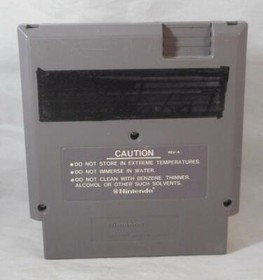 CAUTION REV-A
•DO NOT STORE IN EXTREME TEMPERATURES.
•DO NOT IMMERSE IN WATER.
•DO NOT CLEAN WITH BENZENE, THINNER,
ALCOHOL OR OTHER SUCH SOLVENTS.
®Nintendo®